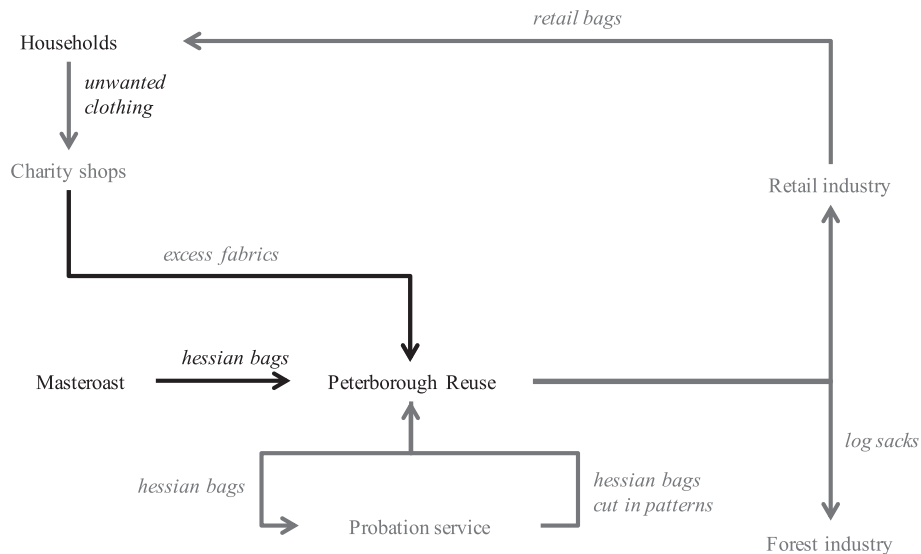 retail bags
Households
unwanted
clothing
Charity shops
Retail industry
excess fabrics
hessian bags
Masteroast
Peterborough Reuse
log sacks
hessian bags
hessian bags
cut in patterns
Probation service
Forest industry